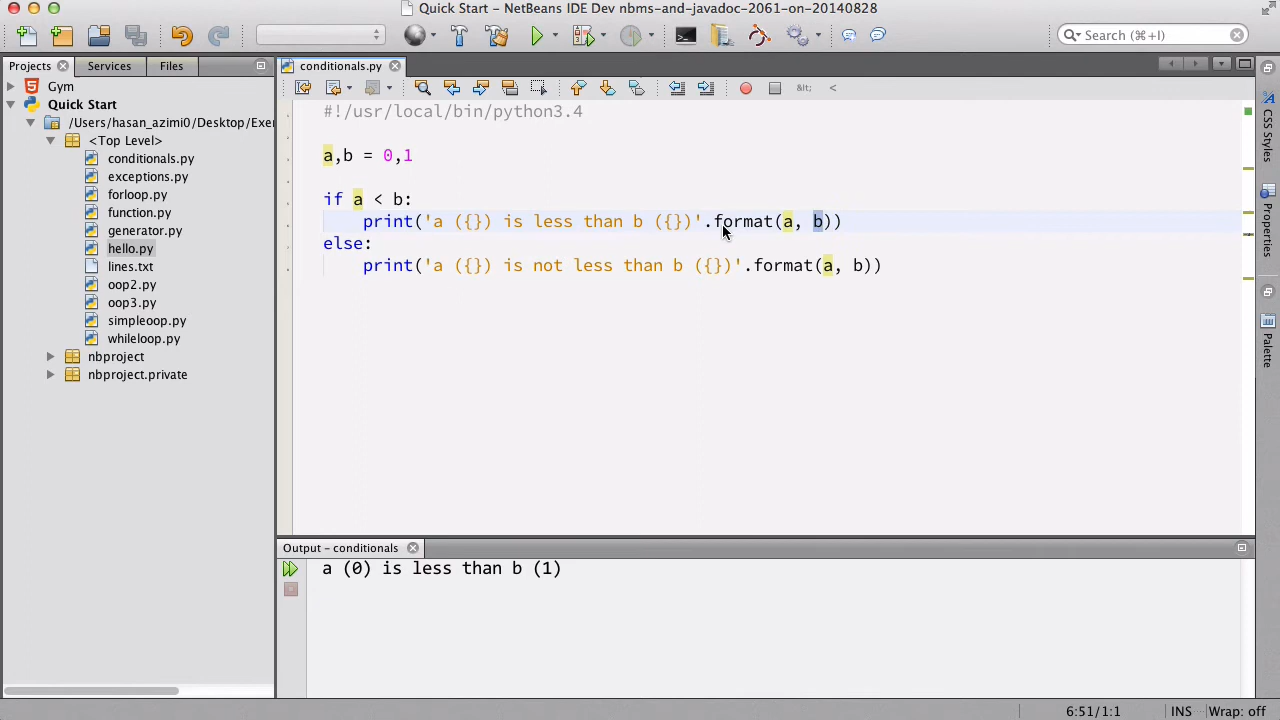 Quick Start - NetBeans IDE Dev nbms-and-javadoc-2061-on-20140828
Search (⌘+I)
Projects
Services
Files
conditionals.py
Gym
Quick Start
/Users/hasan_azimi0/Desktop/Exer
<Top Level>
conditionals.py
exceptions.py
forloop.py
function.py
generator.py
hello.py
lines.txt
oop2.py
oop3.py
simpleoop.py
whileloop.py
nbproject
nbproject.private
&lt; <
#!/usr/local/bin/python3.4
a,b = 0,1
if a < b:
    print('a ({}) is less than b ({})'.format(a, b))
else:
    print('a ({}) is not less than b ({})'.format(a, b))
CSS Styles
Properties
Palette
Output - conditionals
a (0) is less than b (1)
6:51/1:1
INS
Wrap: off